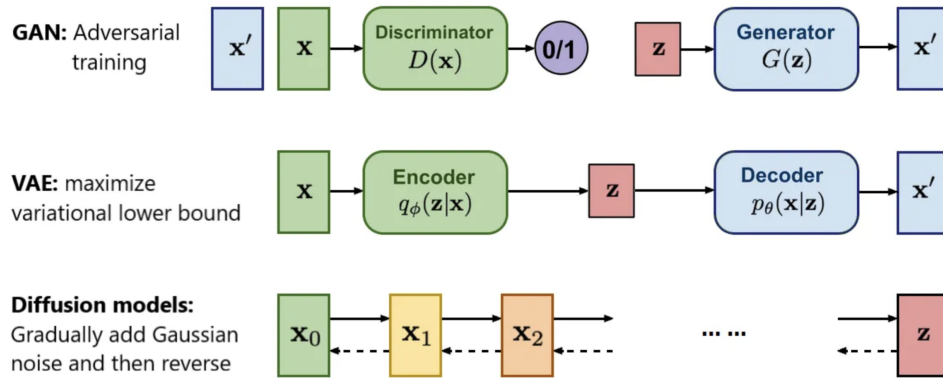 GAN: Adversarial training
x′ x Discriminator D(x) 0/1 z Generator G(z) x′
VAE: maximize variational lower bound
x Encoder qϕ(z|x) z Decoder pθ(x|z) x′
Diffusion models:
Gradually add Gaussian noise and then reverse
x0 x1 x2 ... ... z